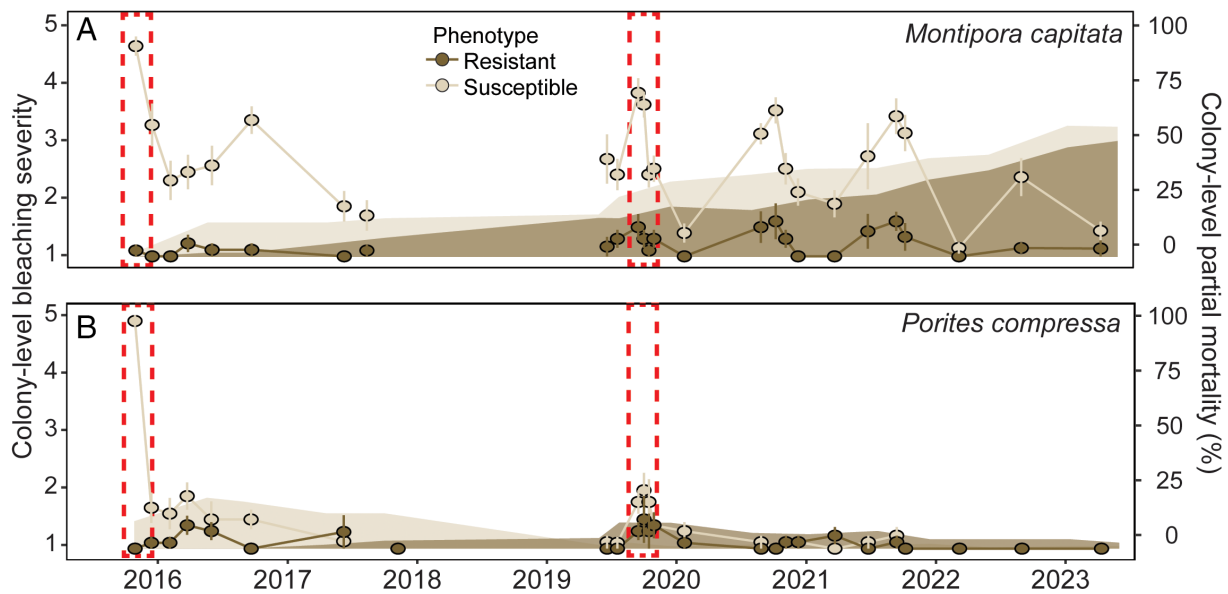 A
Phenotype
Resistant
Susceptible
Montipora capitata
5
4
3
2
1
100
75
50
25
0
B
Porites compressa
5
4
3
2
1
100
75
50
25
0
Colony-level bleaching severity
Colony-level partial mortality (%)
2016 2017 2018 2019 2020 2021 2022 2023